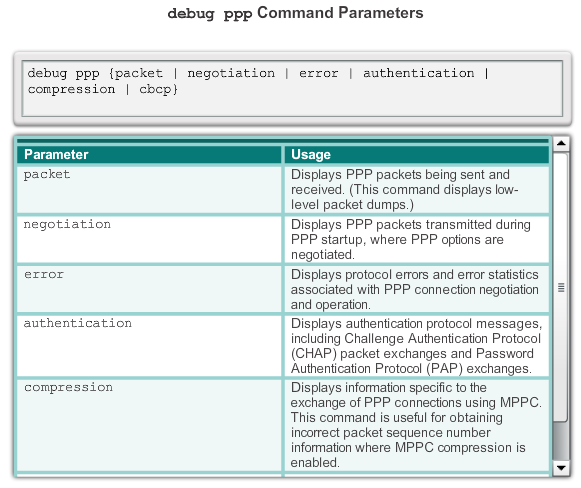 debug ppp Command Parameters
debug ppp {packet | negotiation | error | authentication |
compression | cbcp}
Parameter
Usage
packet
Displays PPP packets being sent and
received. (This command displays low-
level packet dumps.)
negotiation
Displays PPP packets transmitted during
PPP startup, where PPP options are
negotiated.
error
Displays protocol errors and error statistics
associated with PPP connection negotiation
and operation.
authentication
Displays authentication protocol messages,
including Challenge Authentication Protocol
(CHAP) packet exchanges and Password
Authentication Protocol (PAP) exchanges.
compression
Displays information specific to the
exchange of PPP connections using MPPC.
This command is useful for obtaining
incorrect packet sequence number
information where MPPC compression is
enabled.